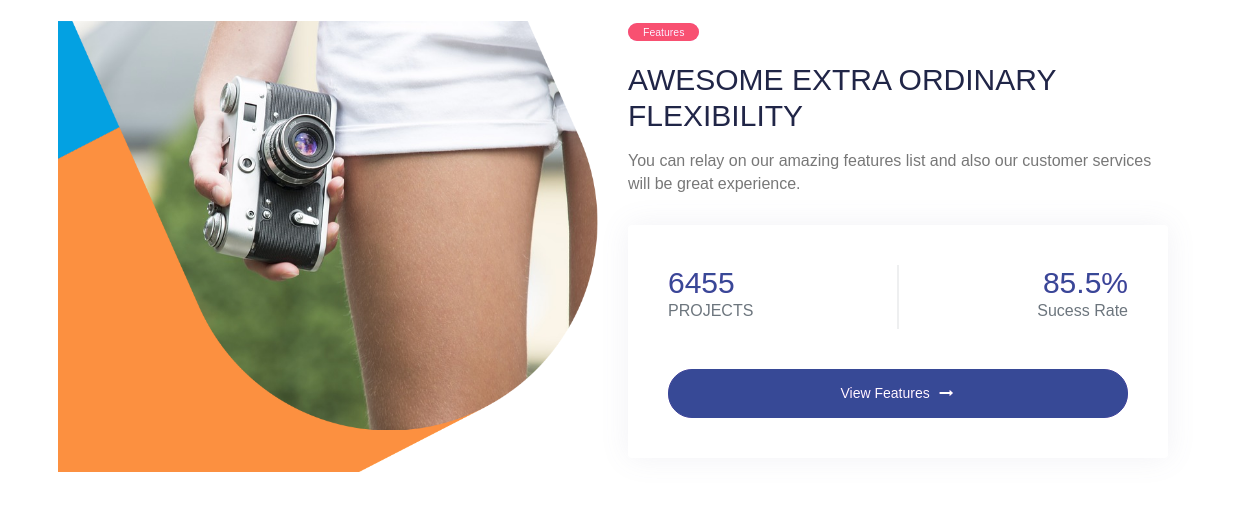 Features
AWESOME EXTRA ORDINARY
FLEXIBILITY
You can relay on our amazing features list and also our customer services
will be great experience.
6455
PROJECTS
85.5%
Sucess Rate
View Features